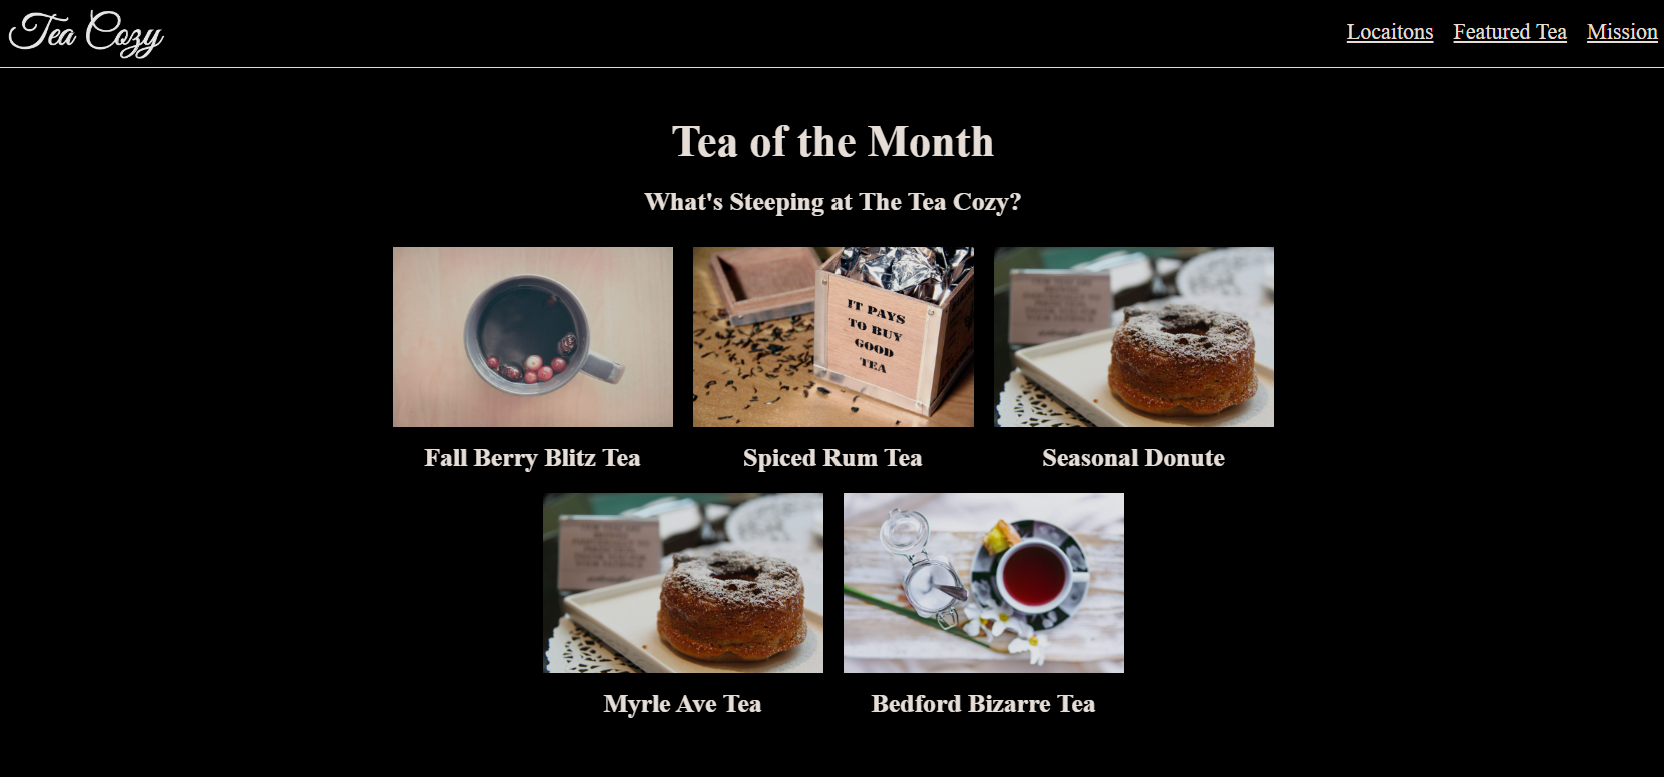 Tea Cozy
Locaitons Featured Tea Mission
Tea of the Month
What's Steeping at The Tea Cozy?
IT PAYS
TO BUY
GOOD
TEA
Fall Berry Blitz Tea Spiced Rum Tea Seasonal Donute
Myrle Ave Tea Bedford Bizarre Tea